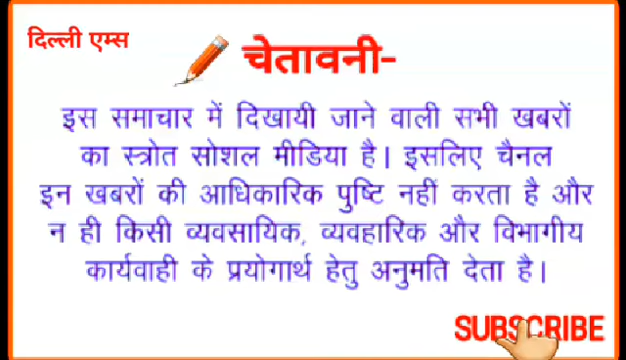 दिल्ली एम्स
चेतावनी-
इस समाचार में दिखायी जाने वाली सभी खबरों
का स्त्रोत सोशल मीडिया है। इसलिए चैनल
इन खबरों की आधिकारिक पुष्टि नहीं करता है और
न ही किसी व्यवसायिक, व्यवहारिक और विभागीय
कार्यवाही के प्रयोगार्थ हेतु अनुमति देता है।
SUBSCRIBE